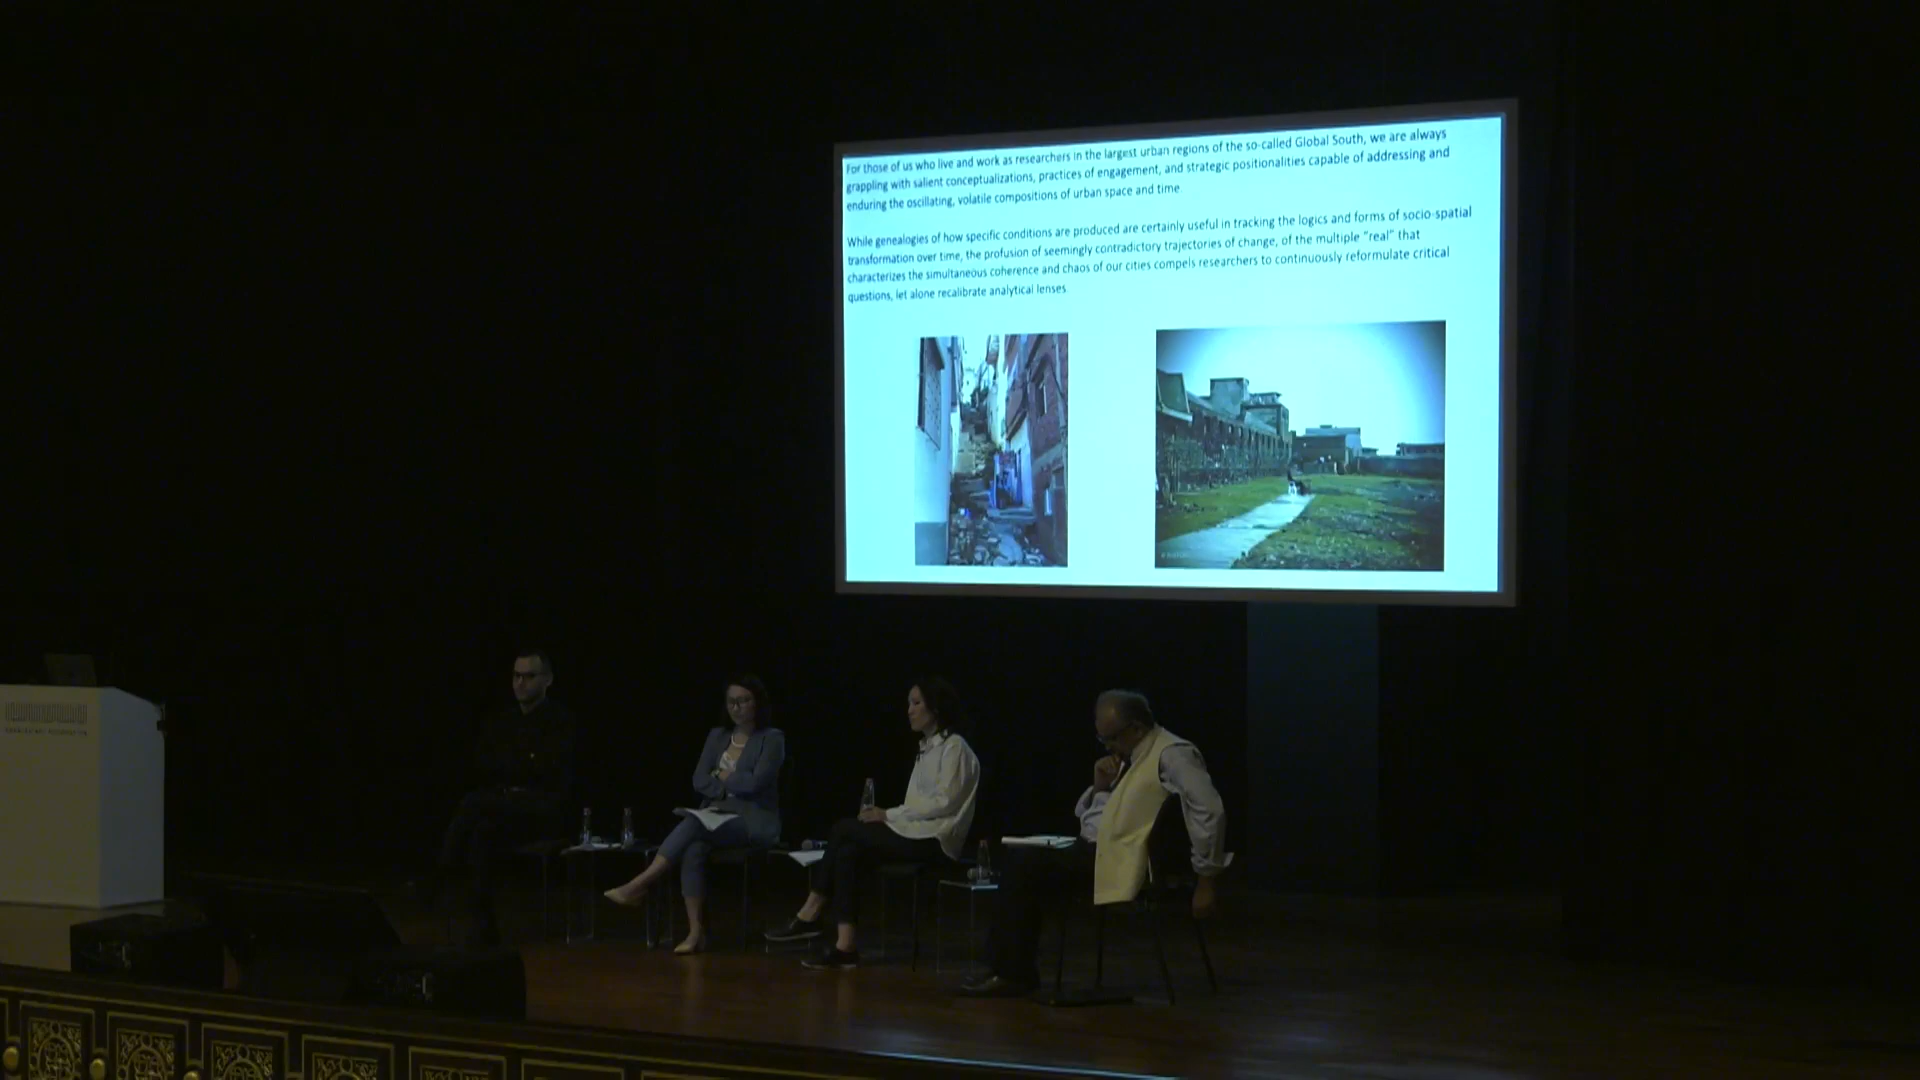 For those of us who live and work as researchers in the largest urban regions of the so-called Global South, we are always
grappling with salient conceptualizations, practices of engagement, and strategic positionalities capable of addressing and
enduring the oscillating, volatile compositions of urban space and time
While genealogies of how specific conditions are produced are certainly useful in tracking the logics and forms of socio-spatial
transformation over time, the profusion of seemingly contradictory trajectories of change, of the multiple “real” that
characterizes the simultaneous coherence and chaos of our cities compels researchers to continuously reformulate critical
questions, let alone recalibrate analytical lenses